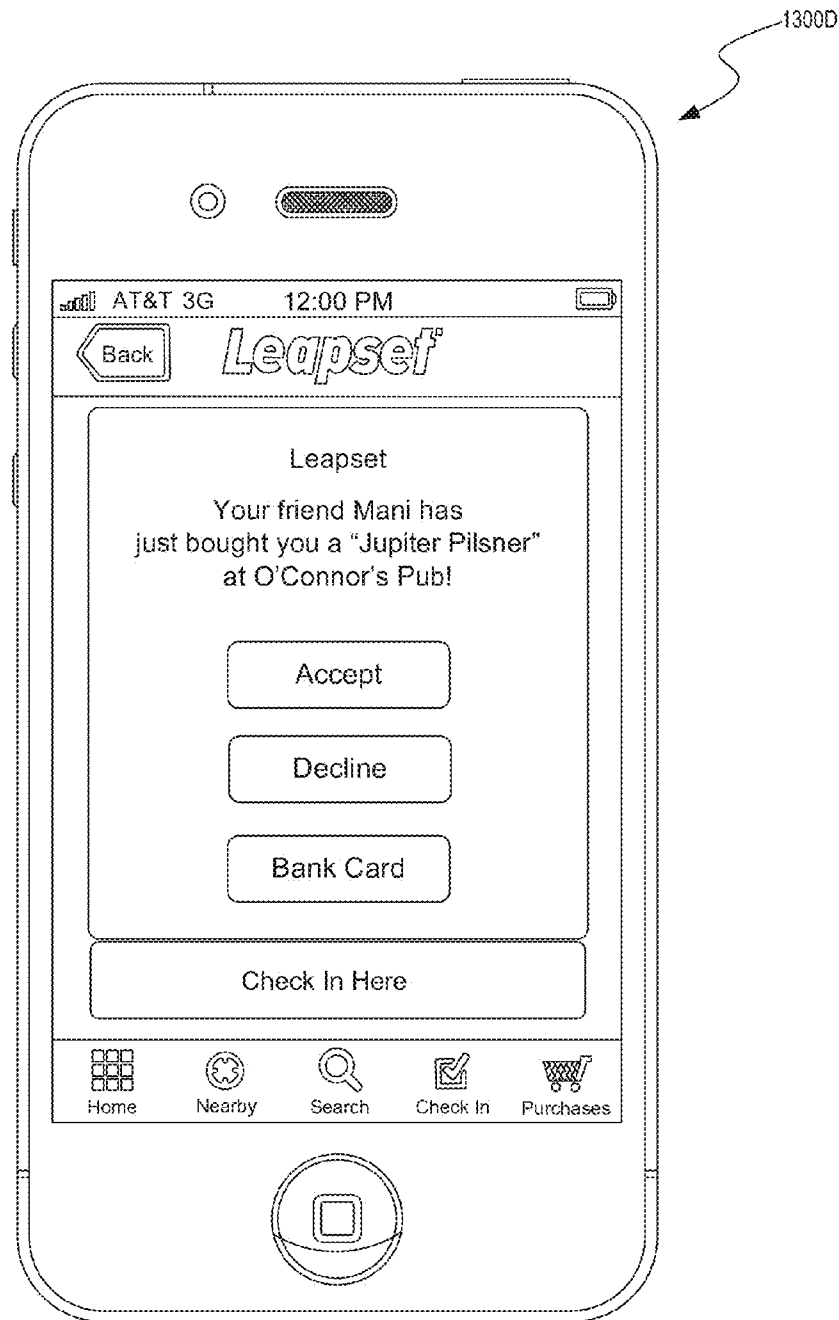 1300D
AT&T 3G 12:00 PM
Back Leapset
Leapset
Your friend Mani has
just bought you a “Jupiter Pilsner”
at O’Connor’s Pub!
Accept
Decline
Bank Card
Check In Here
Home Nearby Search Check In Purchases